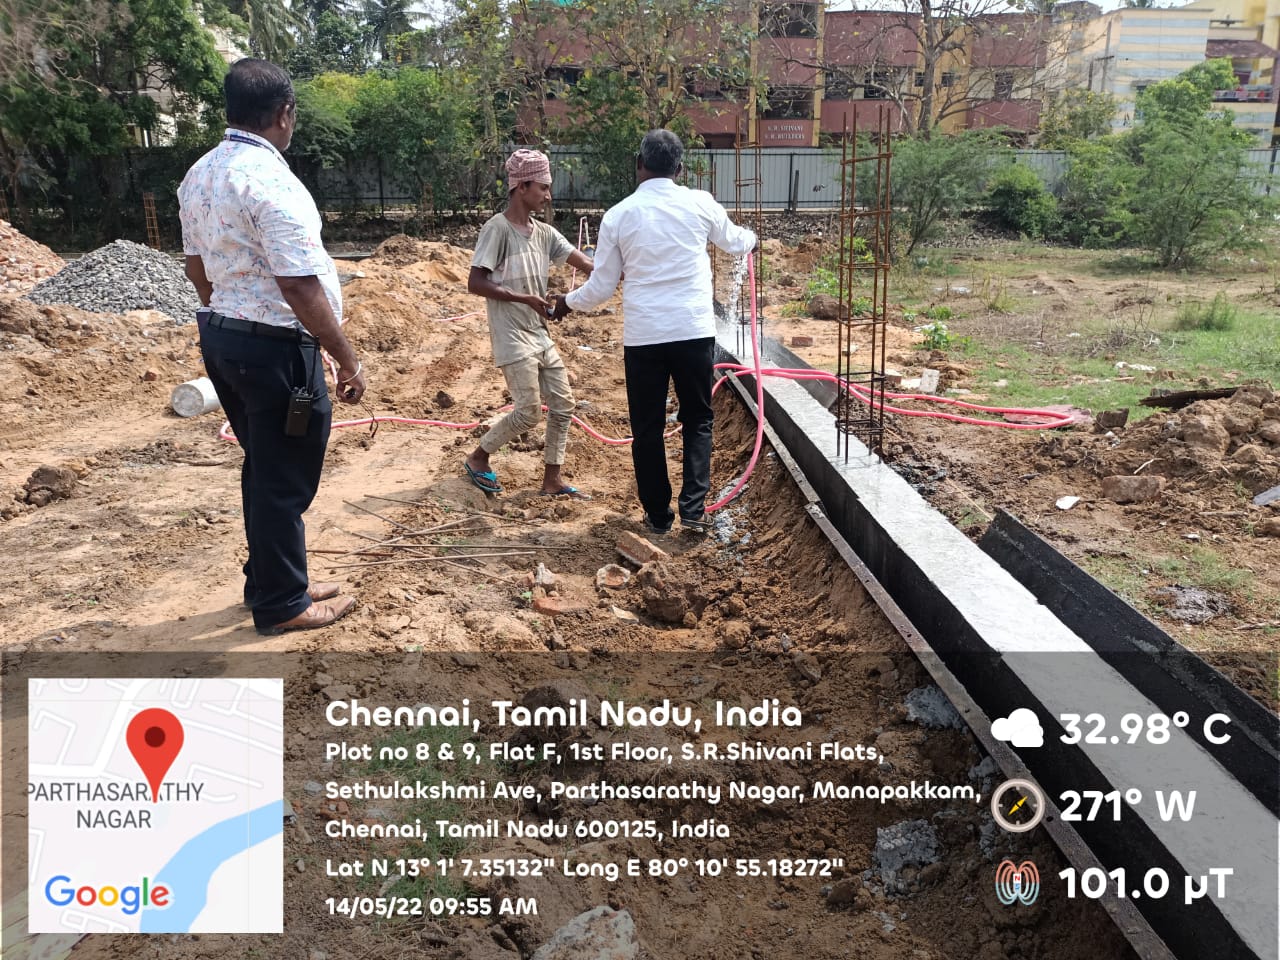 S.R. SHIVANI
S.R. BUILDERS
Chennai, Tamil Nadu, India
Plot no 8 & 9, Flat F, 1st Floor, S.R.Shivani Flats,
Sethulakshmi Ave, Parthasarathy Nagar, Manapakkam,
Chennai, Tamil Nadu 600125, India
Lat N 13° 1' 7.35132" Long E 80° 10' 55.18272"
14/05/22 09:55 AM
PARTHASARATHY
NAGAR
Google
32.98° C
271° W
101.0 µT